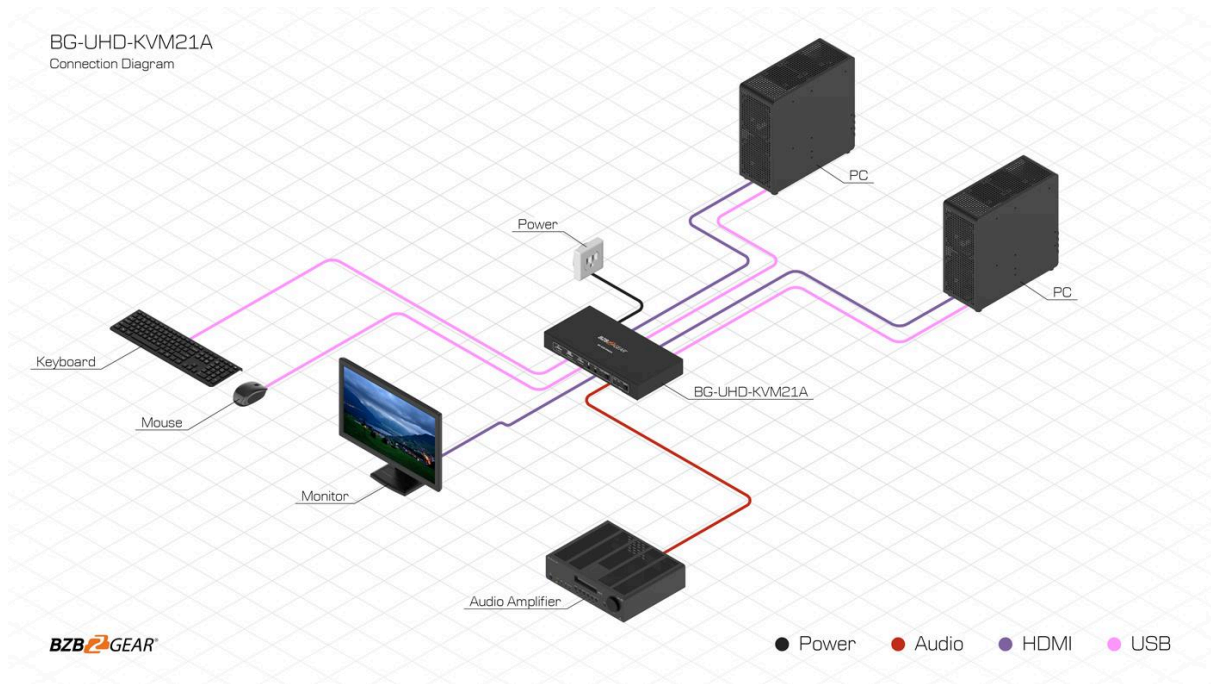 BG-UHD-KVM21A
Connection Diagram
PC
PC
Power
BZBGEAR
Keyboard
Mouse
BG-UHD-KVM21A
Monitor
Audio Amplifier
BZBGEAR®
Power
Audio
HDMI
USB